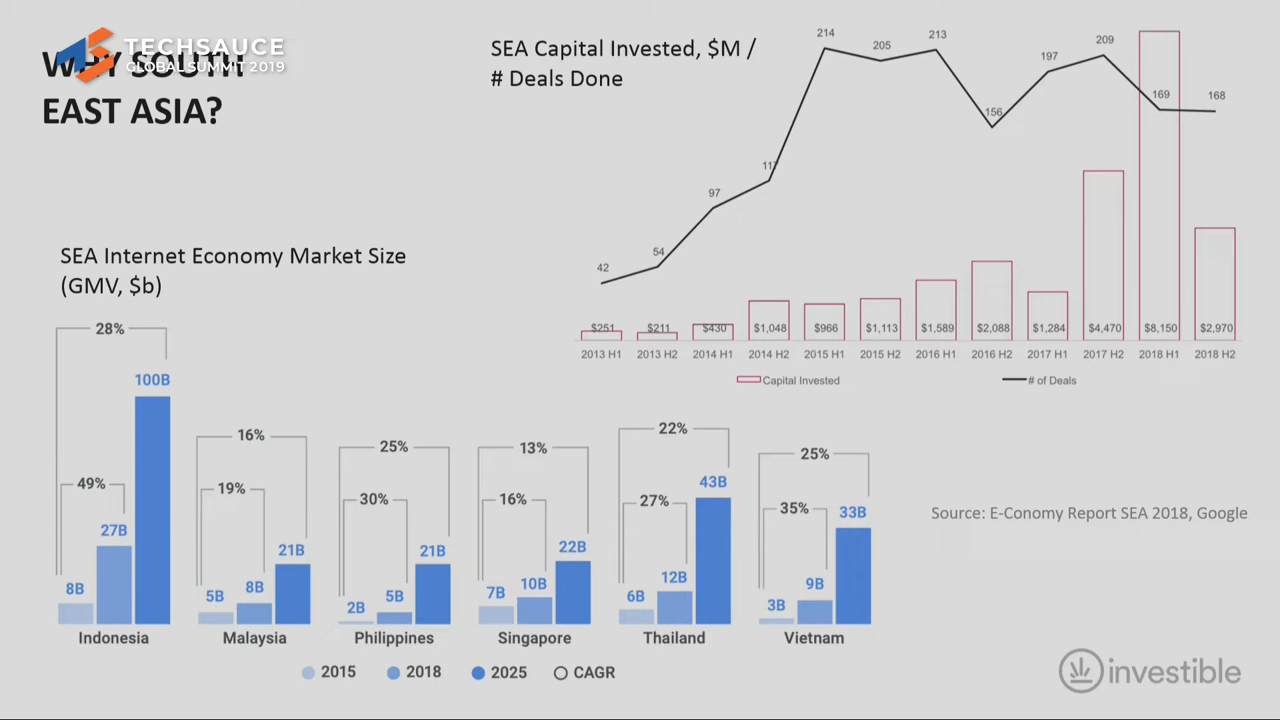 WHY SOUTH
EAST ASIA?
TECHSAUCE
GLOBAL SUMMIT 2019
SEA Capital Invested, $M /
# Deals Done
42
54
97
117
214
205
213
156
197
209
169
168
$251
$211
$430
$1,048
$966
$1,113
$1,589
$2,088
$1,284
$4,470
$8,150
$2,970
2013 H1
2013 H2
2014 H1
2014 H2
2015 H1
2015 H2
2016 H1
2016 H2
2017 H1
2017 H2
2018 H1
2018 H2
Capital Invested
# of Deals
SEA Internet Economy Market Size
(GMV, $b)
28%
49%
8B
27B
100B
Indonesia
16%
19%
5B
8B
21B
Malaysia
25%
30%
2B
5B
21B
Philippines
13%
16%
7B
10B
22B
Singapore
22%
27%
6B
12B
43B
Thailand
25%
35%
3B
9B
33B
Vietnam
2015
2018
2025
CAGR
Source: E-Conomy Report SEA 2018, Google
investible